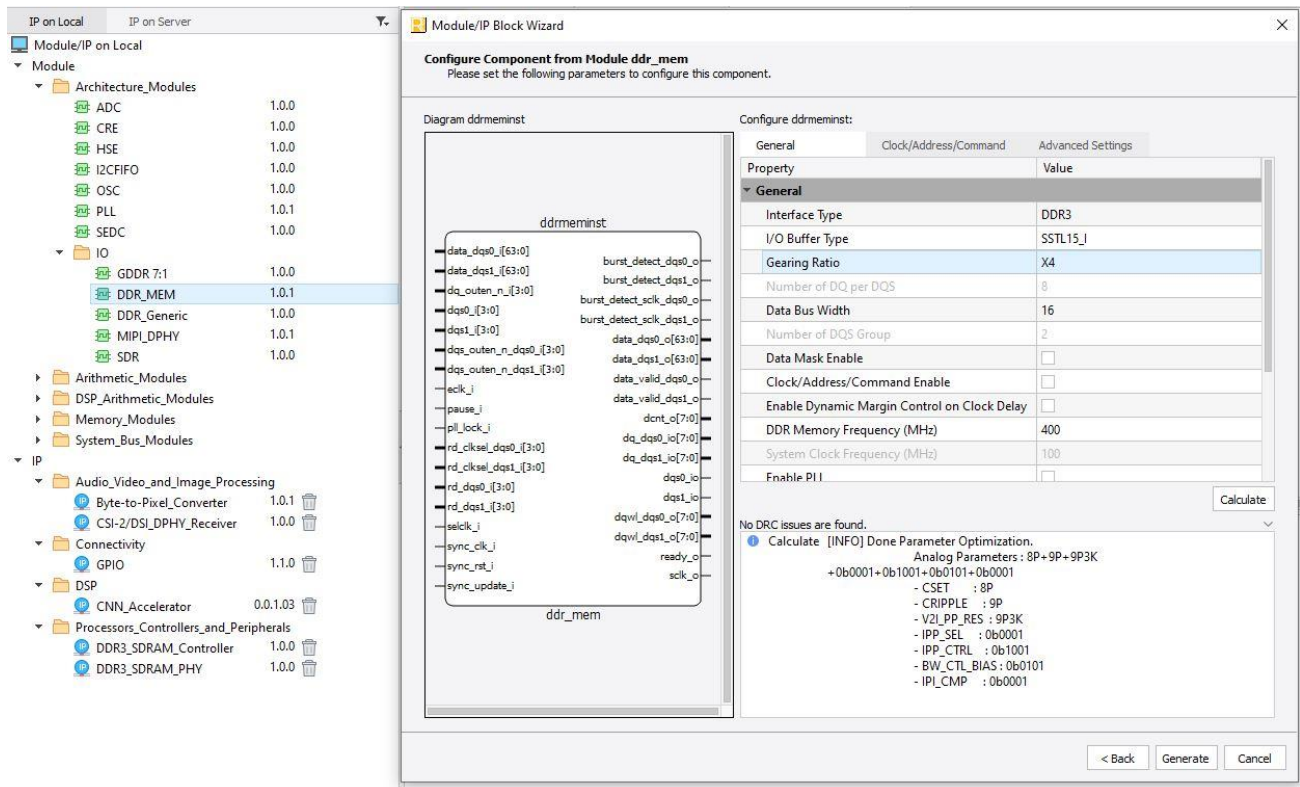 IP on Local IP on Server
Module/IP on Local
Module
Architecture_Modules
ADC 1.0.0
CRE 1.0.0
HSE 1.0.0
I2CFIFO 1.0.0
OSC 1.0.0
PLL 1.0.1
SEDC 1.0.0
IO
GDDR 7:1 1.0.0
DDR_MEM 1.0.1
DDR_Generic 1.0.0
MIPI_DPHY 1.0.1
SDR 1.0.0
Arithmetic_Modules
DSP_Arithmetic_Modules
Memory_Modules
System_Bus_Modules
IP
Audio_Video_and_Image_Processing
Byte-to-Pixel_Converter 1.0.1
CSI-2/DSI_DPHY_Receiver 1.0.0
Connectivity
GPIO 1.1.0
DSP
CNN_Accelerator 0.0.1.03
Processors_Controllers_and_Peripherals
DDR3_SDRAM_Controller 1.0.0
DDR3_SDRAM_PHY 1.0.0
Module/IP Block Wizard
Configure Component from Module ddr_mem
Please set the following parameters to configure this component.
Diagram ddrmeminst
ddrmeminst
data_dqs0_i[63:0]
data_dqs1_i[63:0]
dq_outen_n_i[3:0]
dqs0_i[3:0]
dqs1_i[3:0]
dqs_outen_n_dqs0_i[3:0]
dqs_outen_n_dqs1_i[3:0]
eclk_i
pause_i
pll_lock_i
rd_clksel_dqs0_i[3:0]
rd_clksel_dqs1_i[3:0]
rd_dqs0_i[3:0]
rd_dqs1_i[3:0]
selclk_i
sync_clk_i
sync_rst_i
sync_update_i
burst_detect_dqs0_o
burst_detect_dqs1_o
burst_detect_sclk_dqs0_o
burst_detect_sclk_dqs1_o
data_dqs0_o[63:0]
data_dqs1_o[63:0]
data_valid_dqs0_o
data_valid_dqs1_o
dcnt_o[7:0]
dq_dqs0_io[7:0]
dq_dqs1_io[7:0]
dqs0_io
dqs1_io
dqwl_dqs0_o[7:0]
dqwl_dqs1_o[7:0]
ready_o
sclk_o
ddr_mem
Configure ddrmeminst:
General Clock/Address/Command Advanced Settings
Property Value
General
Interface Type DDR3
I/O Buffer Type SSTL15_I
Gearing Ratio X4
Number of DQ per DQS 8
Data Bus Width 16
Number of DQS Group 2
Data Mask Enable
Clock/Address/Command Enable
Enable Dynamic Margin Control on Clock Delay
DDR Memory Frequency (MHz) 400
System Clock Frequency (MHz) 100
Enable PLL
Calculate
No DRC issues are found.
Calculate [INFO] Done Parameter Optimization.
Analog Parameters : 8P+9P+9P3K
+0b0001+0b1001+0b0101+0b0001
- CSET : 8P
- CRIPPLE : 9P
- V2I_PP_RES : 9P3K
- IPP_SEL : 0b0001
- IPP_CTRL : 0b1001
- BW_CTL_BIAS : 0b0101
- IPI_CMP : 0b0001
< Back Generate Cancel